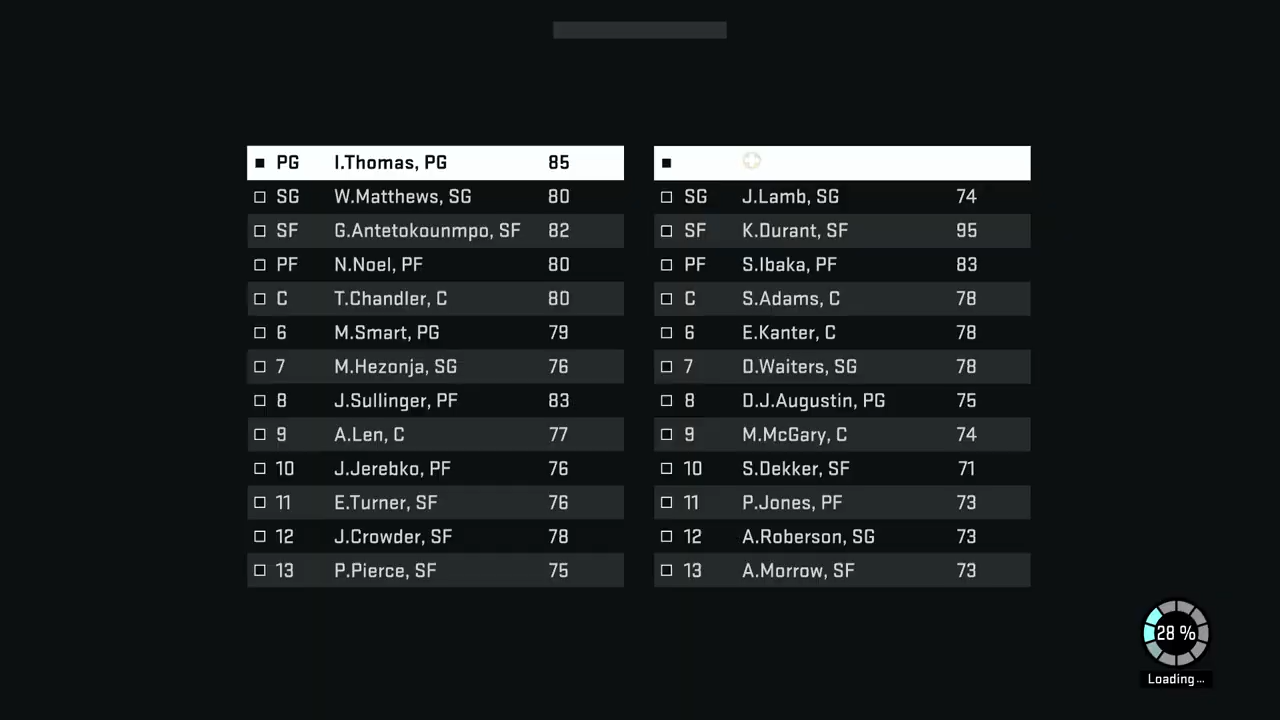 PG I.Thomas, PG 85
SG W.Matthews, SG 80
SF G.Antetokounmpo, SF 82
PF N.Noel, PF 80
C T.Chandler, C 80
6 M.Smart, PG 79
7 M.Hezonja, SG 76
8 J.Sullinger, PF 83
9 A.Len, C 77
10 J.Jerebko, PF 76
11 E.Turner, SF 76
12 J.Crowder, SF 78
13 P.Pierce, SF 75
SG J.Lamb, SG 74
SF K.Durant, SF 95
PF S.Ibaka, PF 83
C S.Adams, C 78
6 E.Kanter, C 78
7 D.Waiters, SG 78
8 D.J.Augustin, PG 75
9 M.McGary, C 74
10 S.Dekker, SF 71
11 P.Jones, PF 73
12 A.Roberson, SG 73
13 A.Morrow, SF 73
28 %
Loading...